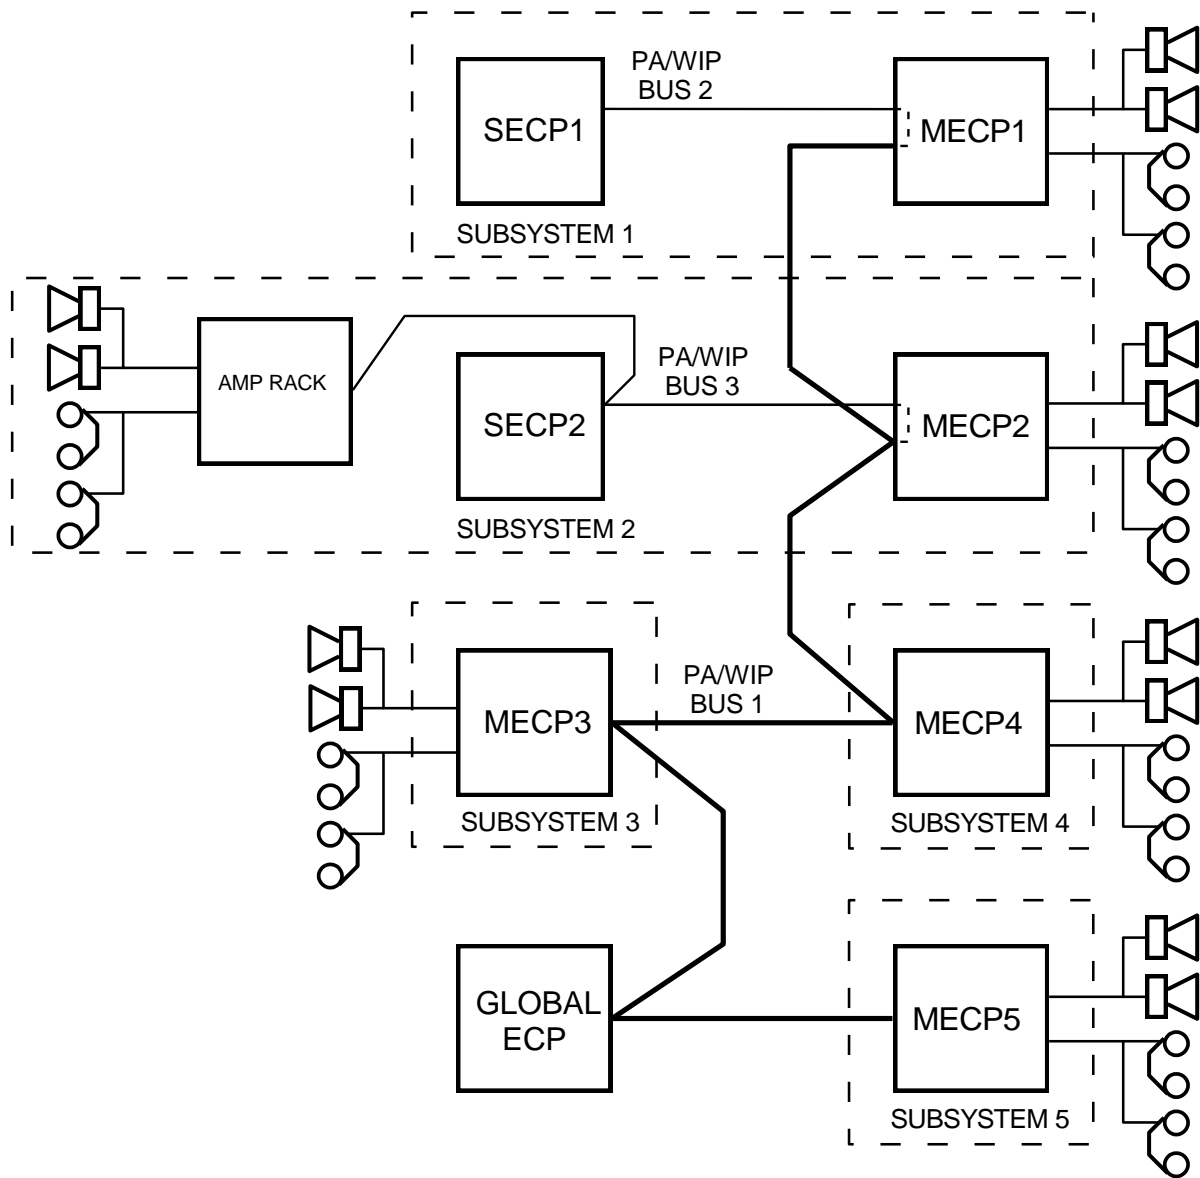 PA/WIP
BUS 2
SECP1
MECP1
SUBSYSTEM 1
AMP RACK
PA/WIP
BUS 3
SECP2
MECP2
SUBSYSTEM 2
PA/WIP
BUS 1
MECP3
MECP4
SUBSYSTEM 3
SUBSYSTEM 4
GLOBAL
ECP
MECP5
SUBSYSTEM 5